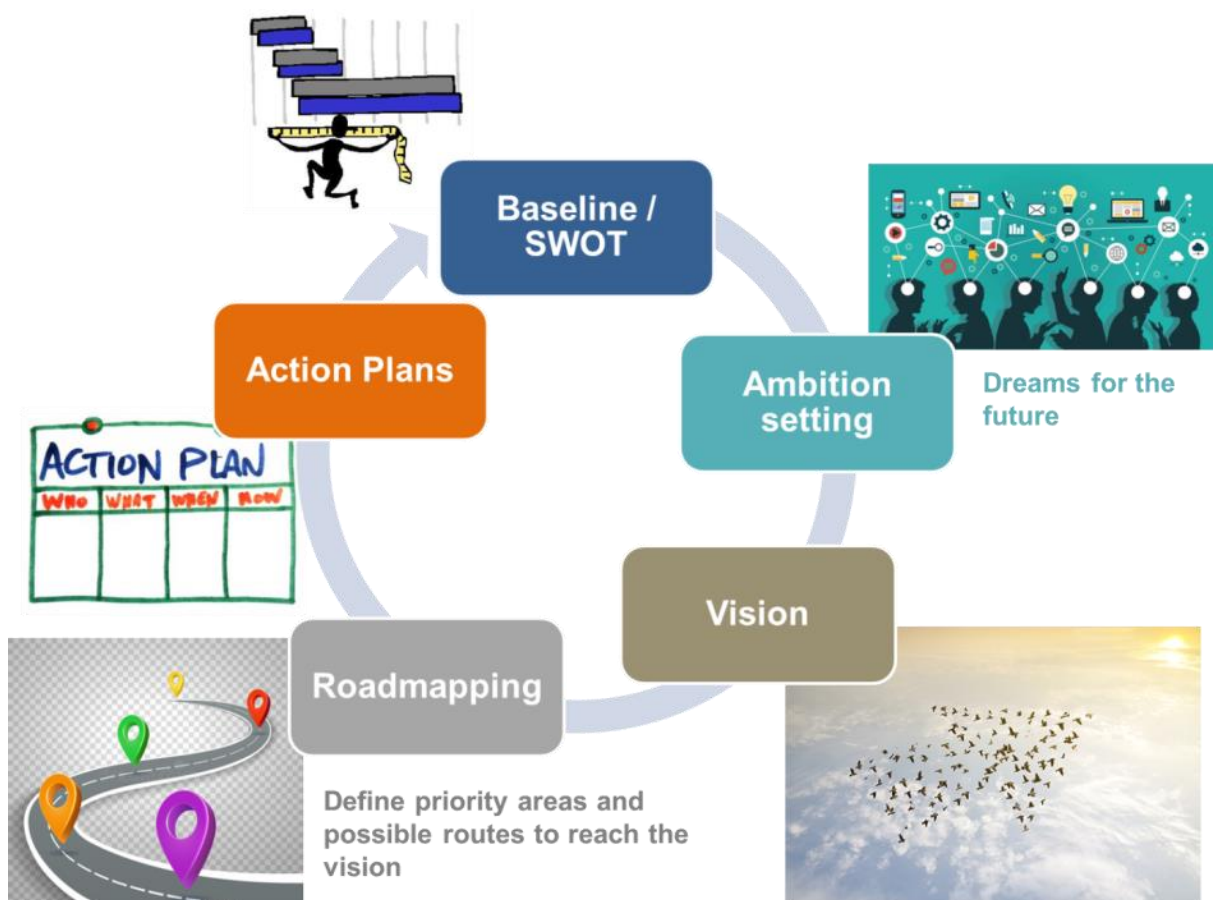 Baseline /
SWOT
Ambition
setting
Dreams for the
future
Vision
Roadmapping
Define priority areas and
possible routes to reach the
vision
Action Plans
ACTION PLAN
WHO WHAT WHEN HOW